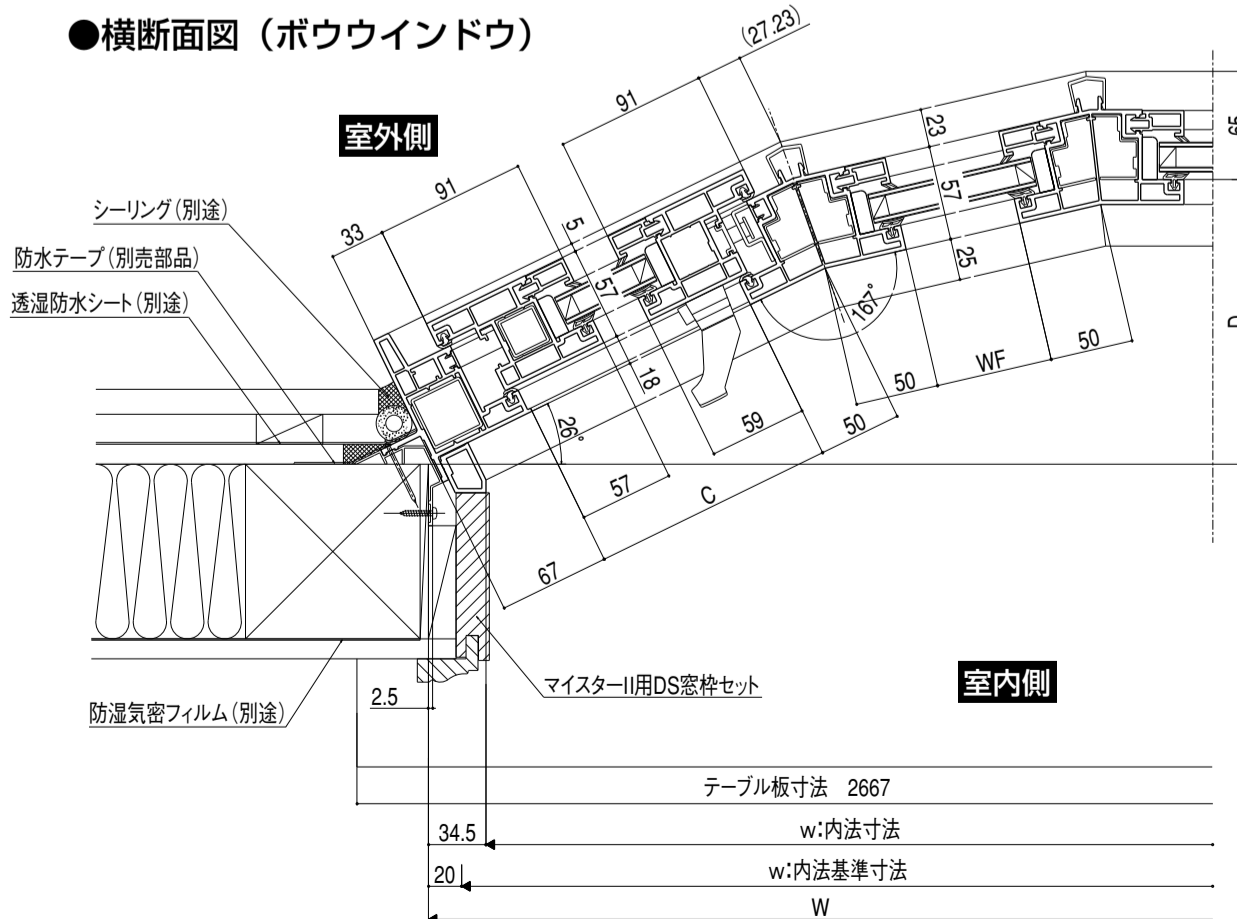 ●横断面図（ボウウインドウ）
(27.23)
91
室外側
23
65
91
シーリング（別途）
5
57
33
防水テープ（別売部品）
57
25
透湿防水シート（別途）
167°
D
18
50
WF
50
26°
59
50
57
C
67
マイスターII用DS窓枠セット
室内側
2.5
防湿気密フィルム（別途）
テーブル板寸法　2667
34.5
w:内法寸法
20
w:内法基準寸法
W